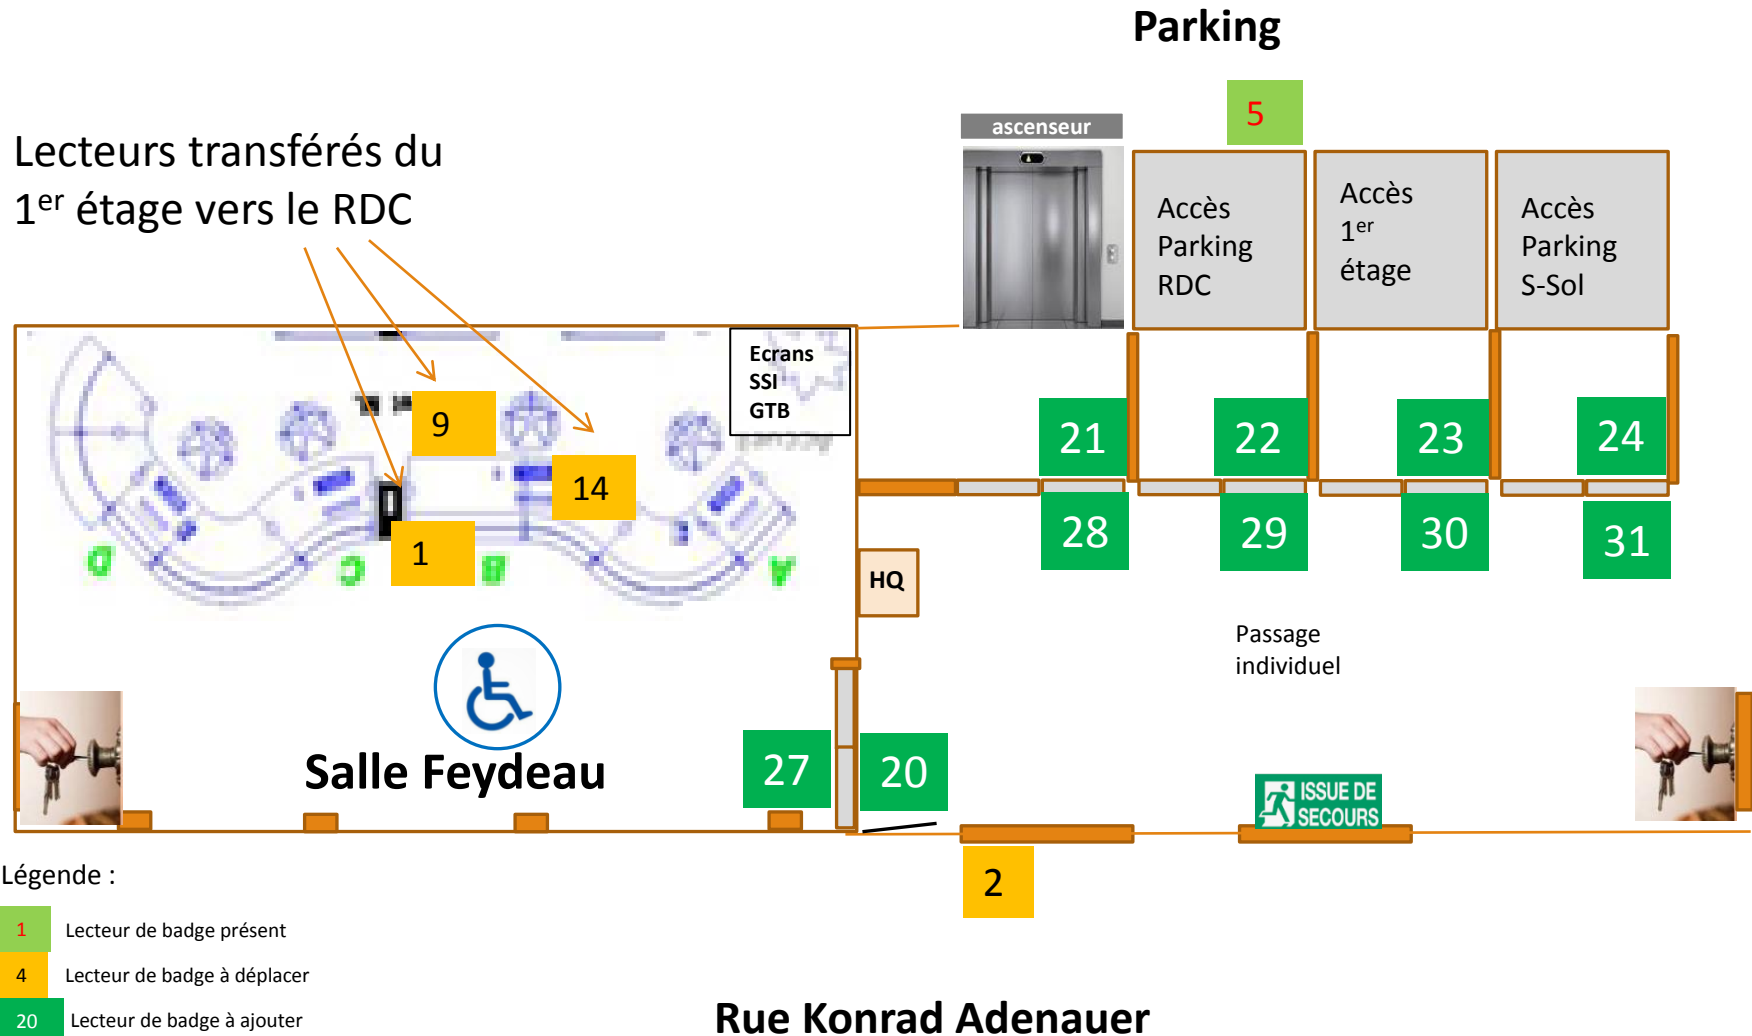 Parking
5
ascenseur
Lecteurs transférés du
1er étage vers le RDC
Accès
Parking
RDC
Accès
1er
étage
Accès
Parking
S-Sol
Ecrans
SSI
GTB
9
14
1
21
22
23
24
28
29
30
31
D
C
B
A
HQ
Passage
individuel
Salle Feydeau
27
20
ISSUE DE
SECOURS
2
Légende :
1 Lecteur de badge présent
4 Lecteur de badge à déplacer
20 Lecteur de badge à ajouter
Rue Konrad Adenauer